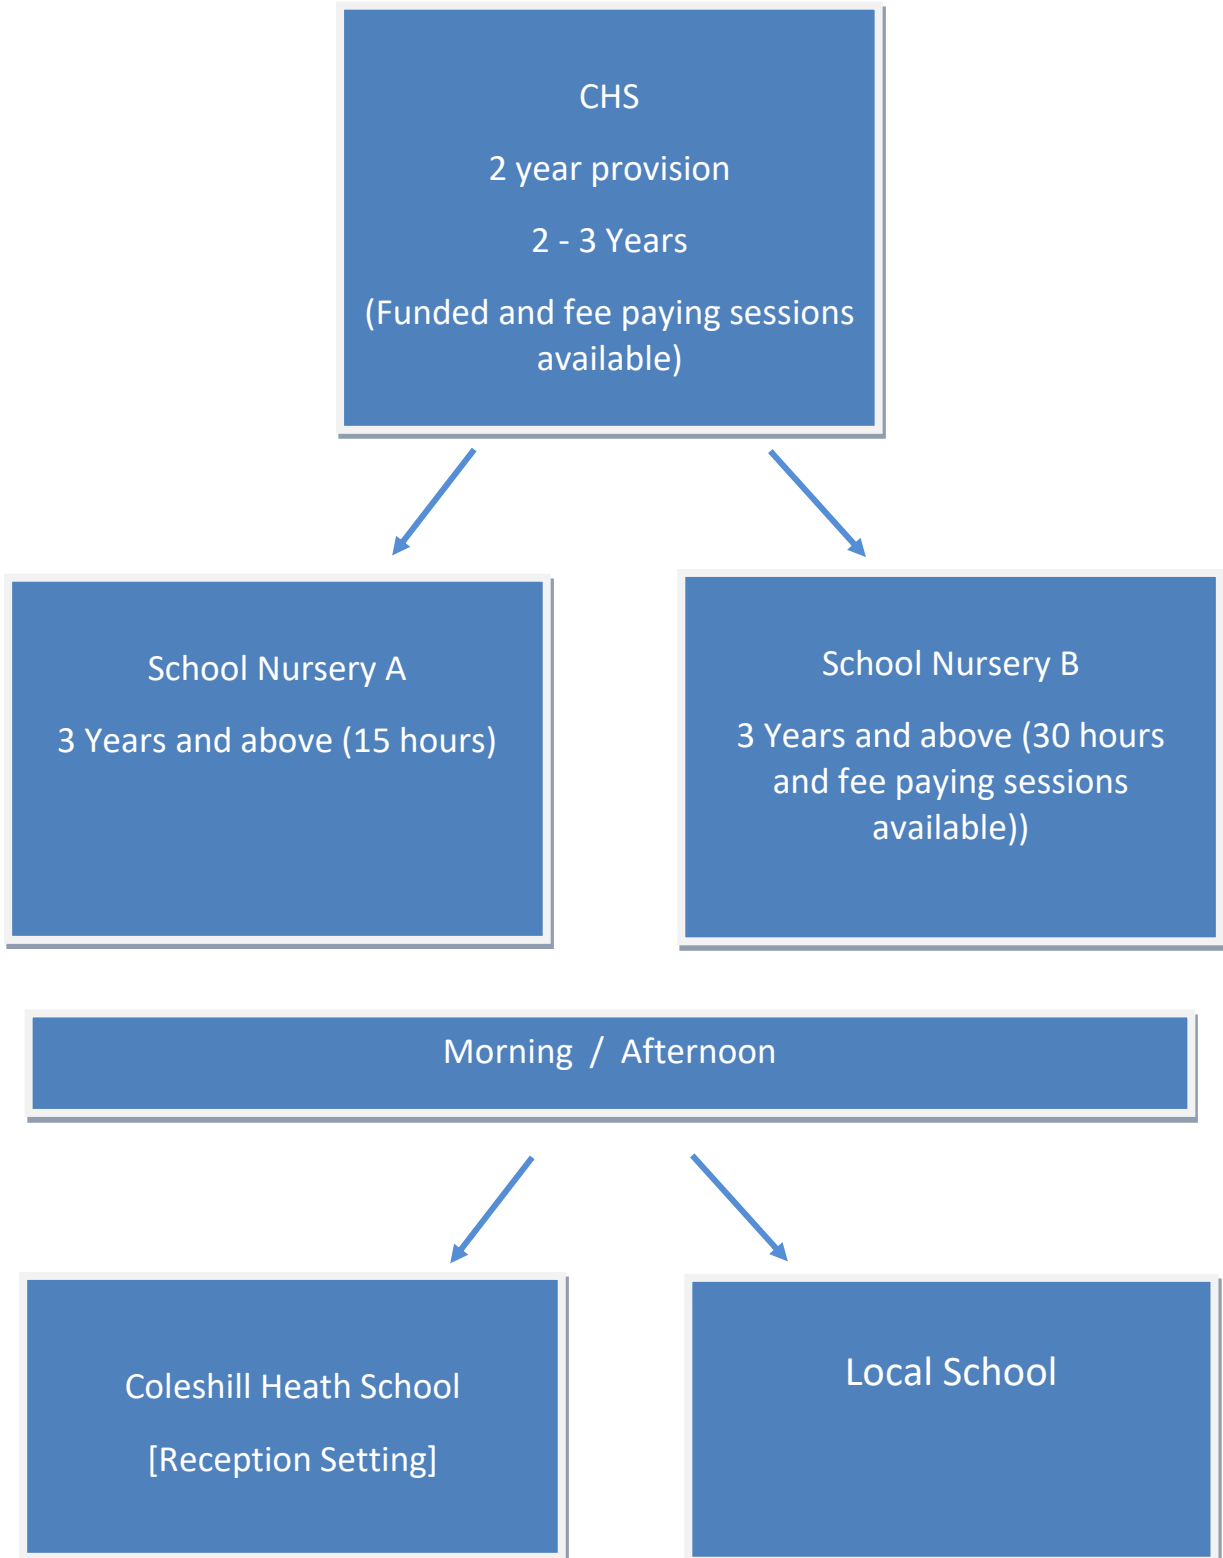 CHS
2 year provision
2 - 3 Years
(Funded and fee paying sessions
available)
School Nursery A
3 Years and above (15 hours)
School Nursery B
3 Years and above (30 hours
and fee paying sessions
available))
Morning / Afternoon
Coleshill Heath School
[Reception Setting]
Local School